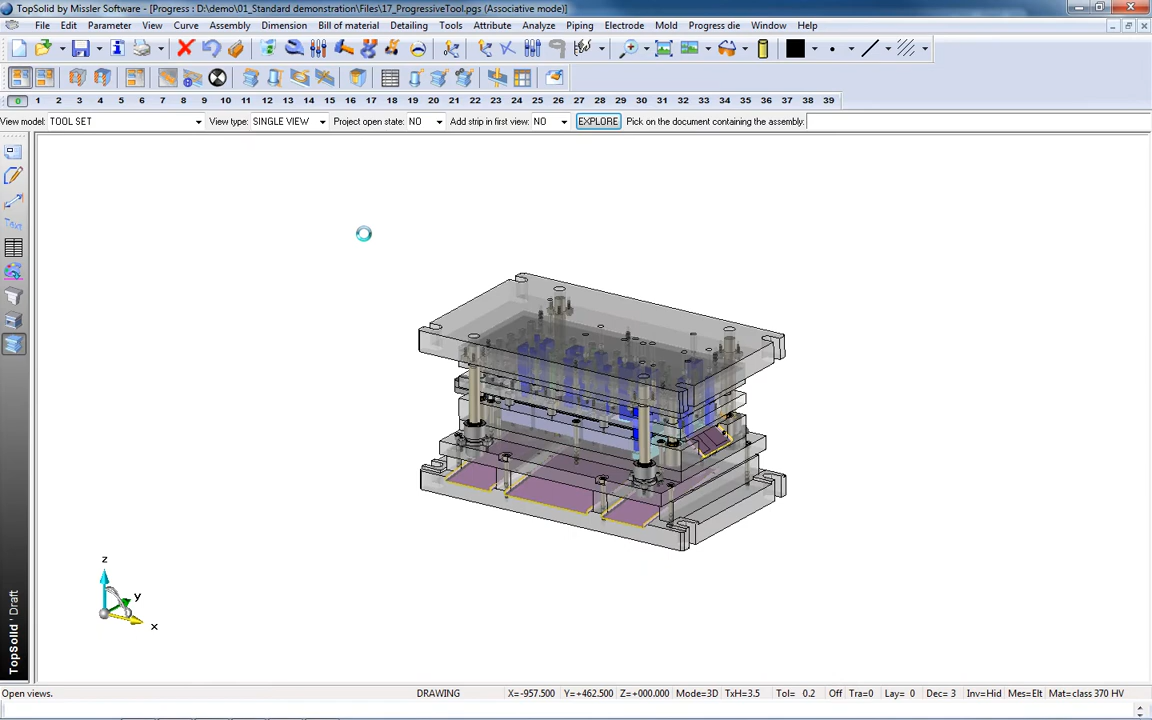 TopSolid by Missler Software - [Progress : D:\demo\01_Standard demonstration\Files\17_ProgressiveTool.pgs (Associative mode)]
File Edit Parameter View Curve Assembly Dimension Bill of material Detailing Tools Attribute Analyze Piping Electrode Mold Progress die Window Help
0 1 2 3 4 5 6 7 8 9 10 11 12 13 14 15 16 17 18 19 20 21 22 23 24 25 26 27 28 29 30 31 32 33 34 35 36 37 38 39
View model: TOOL SET View type: SINGLE VIEW Project open state: NO Add strip in first view: NO EXPLORE Pick on the document containing the assembly:
Text
z
y
x
TopSolid ' Draft
Open views. DRAWING X=-957.500 Y=+462.500 Z=+000.000 Mode=3D TxH=3.5 Tol= 0.2 Off Tra=0 Lay= 0 Dec= 3 Inv=Hid Mes=Elt Mat=class 370 HV